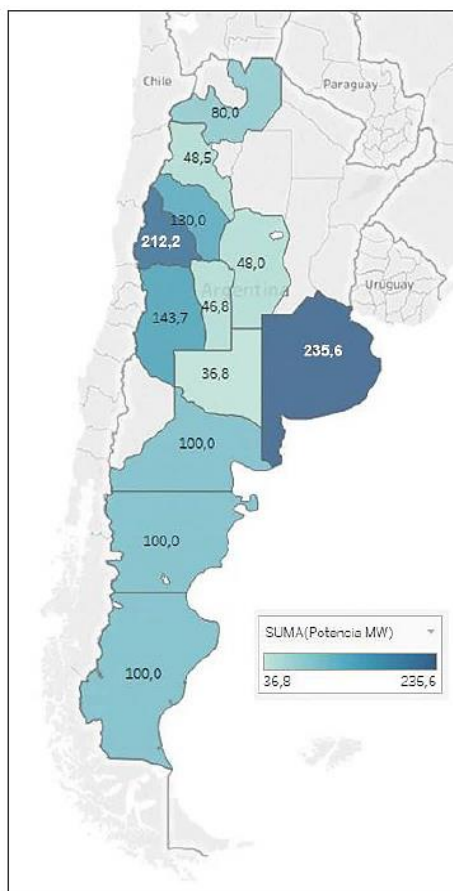 Chile
Paraguay
80,0
48,5
130,0
212,2
48,0
Uruguay
Argentina
46,8
143,7
235,6
36,8
100,0
100,0
100,0
SUMA(Potencia MW)
36,8 235,6